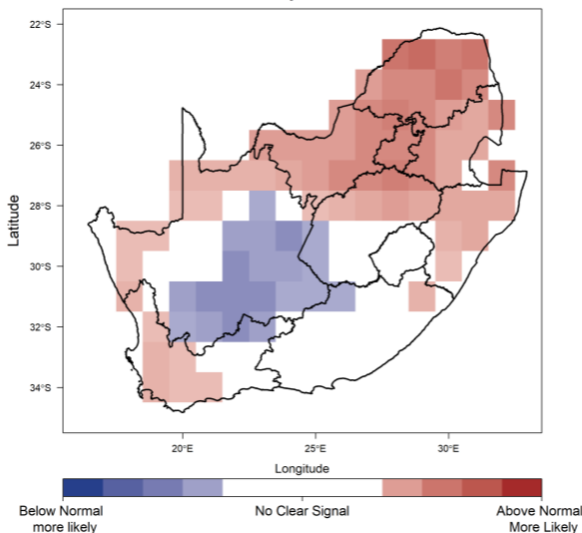 22°S
24°S
26°S
28°S
30°S
32°S
34°S
Latitude
20°E
25°E
30°E
Longitude
Below Normal
more likely
No Clear Signal
Above Normal
More Likely